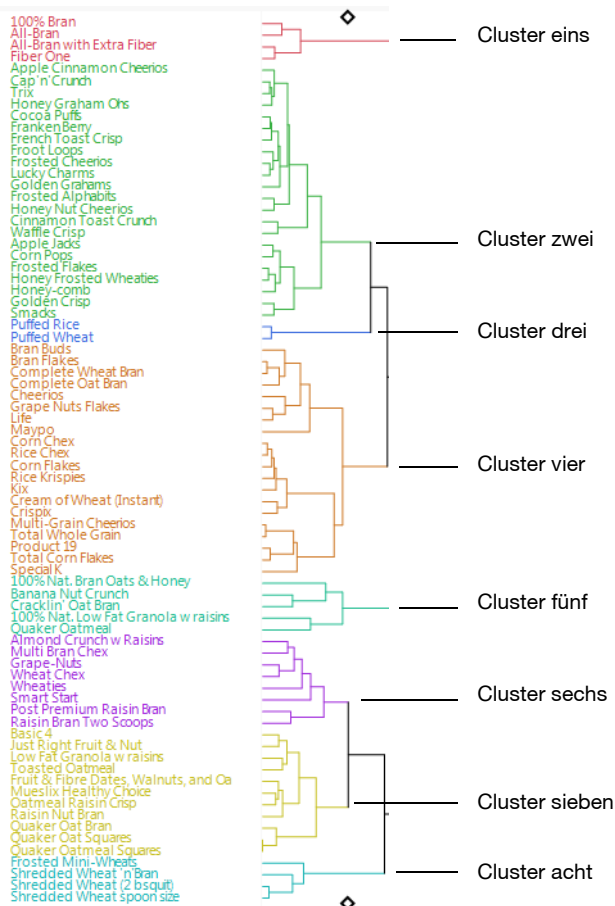 100% Bran
All-Bran
All-Bran with Extra Fiber
Fiber One
Apple Cinnamon Cheerios
Cap'n'Crunch
Trix
Honey Graham Ohs
Cocoa Puffs
Franken Berry
French Toast Crisp
Froot Loops
Frosted Cheerios
Lucky Charms
Golden Grahams
Frosted Alphabits
Honey Nut Cheerios
Cinnamon Toast Crunch
Waffle Crisp
Apple Jacks
Corn Pops
Frosted Flakes
Honey Frosted Wheaties
Honey-comb
Golden Crisp
Smacks
Puffed Rice
Puffed Wheat
Bran Buds
Bran Flakes
Complete Wheat Bran
Complete Oat Bran
Cheerios
Grape Nuts Flakes
Life
Maypo
Corn Chex
Rice Chex
Corn Flakes
Rice Krispies
Kix
Cream of Wheat (Instant)
Crispix
Multi-Grain Cheerios
Total Whole Grain
Product 19
Total Corn Flakes
Special K
100% Nat. Bran Oats & Honey
Banana Nut Crunch
Cracklin' Oat Bran
100% Nat. Low Fat Granola w raisins
Quaker Oatmeal
Almond Crunch w Raisins
Multi Bran Chex
Grape-Nuts
Wheat Chex
Wheaties
Smart Start
Post Premium Raisin Bran
Raisin Bran Two Scoops
Basic 4
Just Right Fruit & Nut
Low Fat Granola w raisins
Toasted Oatmeal
Fruit & Fibre Dates, Walnuts, and Oa
Mueslix Healthy Choice
Oatmeal Raisin Crisp
Raisin Nut Bran
Quaker Oat Bran
Quaker Oat Squares
Quaker Oatmeal Squares
Frosted Mini-Wheats
Shredded Wheat 'n'Bran
Shredded Wheat (2 bsquit)
Shredded Wheat spoon size
Cluster eins
Cluster zwei
Cluster drei
Cluster vier
Cluster fünf
Cluster sechs
Cluster sieben
Cluster acht